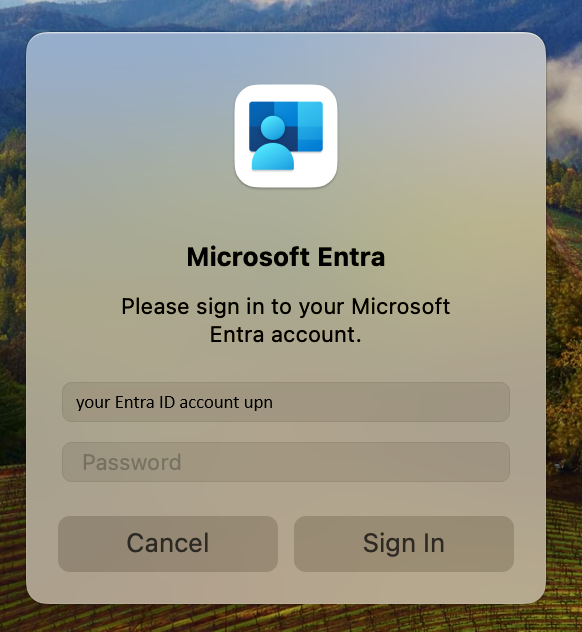 Microsoft Entra
Please sign in to your Microsoft
Entra account.
your Entra ID account upn
Password
Cancel
Sign In